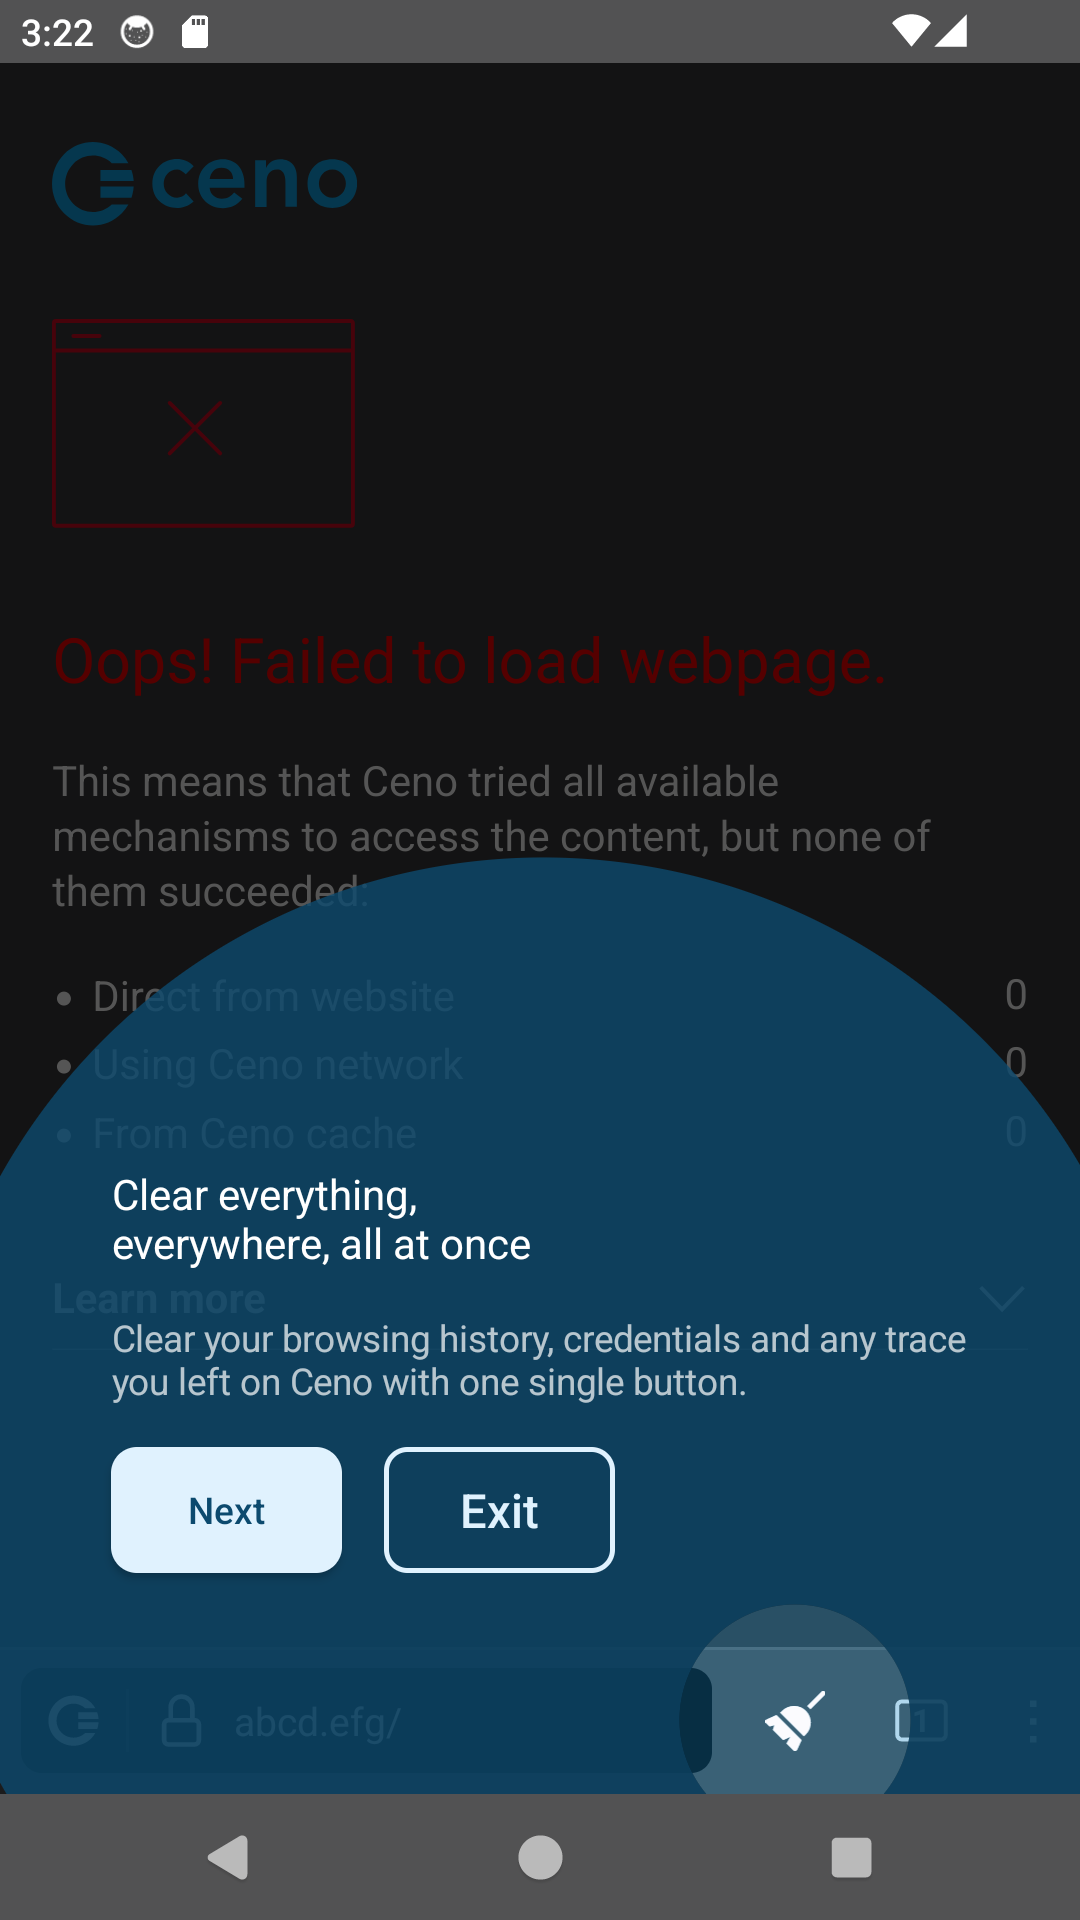 3:22
ceno
Oops! Failed to load webpage.
This means that Ceno tried all available
mechanisms to access the content, but none of
them succeeded:
• Direct from website 0
• Using Ceno network 0
• From Ceno cache 0
Clear everything,
everywhere, all at once
Learn more
Clear your browsing history, credentials and any trace
you left on Ceno with one single button.
Next Exit
abcd.efg/ 1